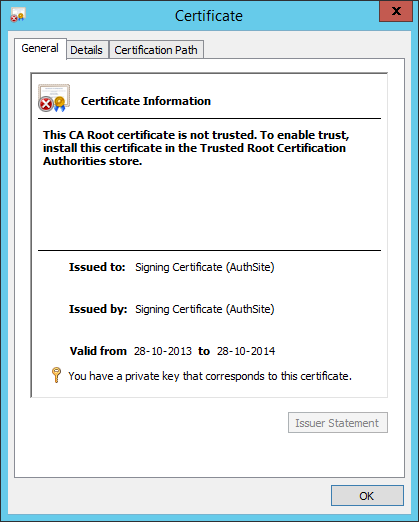 Certificate
x
General
Details
Certification Path
Certificate Information
This CA Root certificate is not trusted. To enable trust,
install this certificate in the Trusted Root Certification
Authorities store.
Issued to: Signing Certificate (AuthSite)
Issued by: Signing Certificate (AuthSite)
Valid from 28-10-2013 to 28-10-2014
You have a private key that corresponds to this certificate.
Issuer Statement
OK